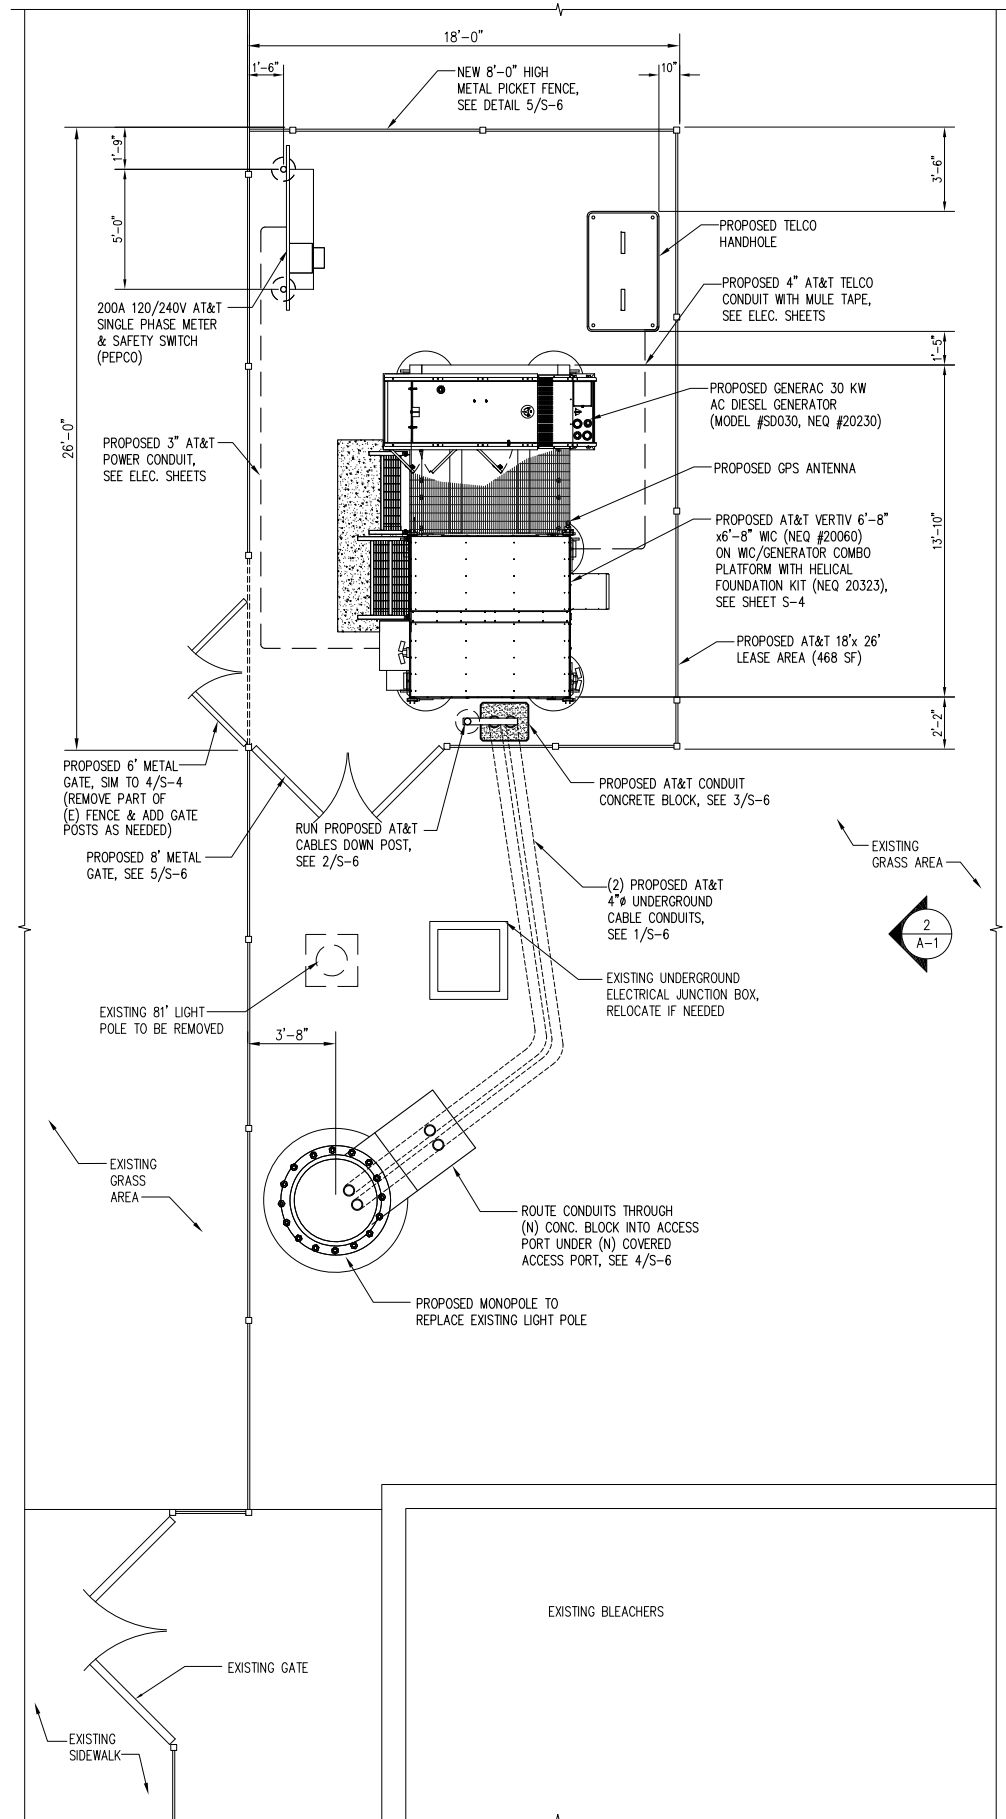 18'-0"
1'-6"
10"
NEW 8'-0" HIGH
METAL PICKET FENCE,
SEE DETAIL 5/S-6
1'-9"
3'-6"
5'-0"
PROPOSED TELCO
HANDHOLE
200A 120/240V AT&T
SINGLE PHASE METER
& SAFETY SWITCH
(PEPCO)
PROPOSED 4" AT&T TELCO
CONDUIT WITH MULE TAPE,
SEE ELEC. SHEETS
1'-5"
PROPOSED GENERAC 30 KW
AC DIESEL GENERATOR
(MODEL #SD030, NEQ #20230)
26'-0"
PROPOSED 3" AT&T
POWER CONDUIT,
SEE ELEC. SHEETS
PROPOSED GPS ANTENNA
13'-10"
PROPOSED AT&T VERTIV 6'-8"
x6'-8" WIC (NEQ #20060)
ON WIC/GENERATOR COMBO
PLATFORM WITH HELICAL
FOUNDATION KIT (NEQ 20323),
SEE SHEET S-4
PROPOSED AT&T 18'x 26'
LEASE AREA (468 SF)
2'-2"
PROPOSED 6' METAL
GATE, SIM TO 4/S-4
(REMOVE PART OF
(E) FENCE & ADD GATE
POSTS AS NEEDED)
PROPOSED 8' METAL
GATE, SEE 5/S-6
RUN PROPOSED AT&T
CABLES DOWN POST,
SEE 2/S-6
PROPOSED AT&T CONDUIT
CONCRETE BLOCK, SEE 3/S-6
EXISTING
GRASS AREA
(2) PROPOSED AT&T
4"ø UNDERGROUND
CABLE CONDUITS,
SEE 1/S-6
2
A-1
EXISTING UNDERGROUND
ELECTRICAL JUNCTION BOX,
RELOCATE IF NEEDED
EXISTING 81' LIGHT
POLE TO BE REMOVED
3'-8"
EXISTING
GRASS
AREA
ROUTE CONDUITS THROUGH
(N) CONC. BLOCK INTO ACCESS
PORT UNDER (N) COVERED
ACCESS PORT, SEE 4/S-6
PROPOSED MONOPOLE TO
REPLACE EXISTING LIGHT POLE
EXISTING BLEACHERS
EXISTING GATE
EXISTING
SIDEWALK